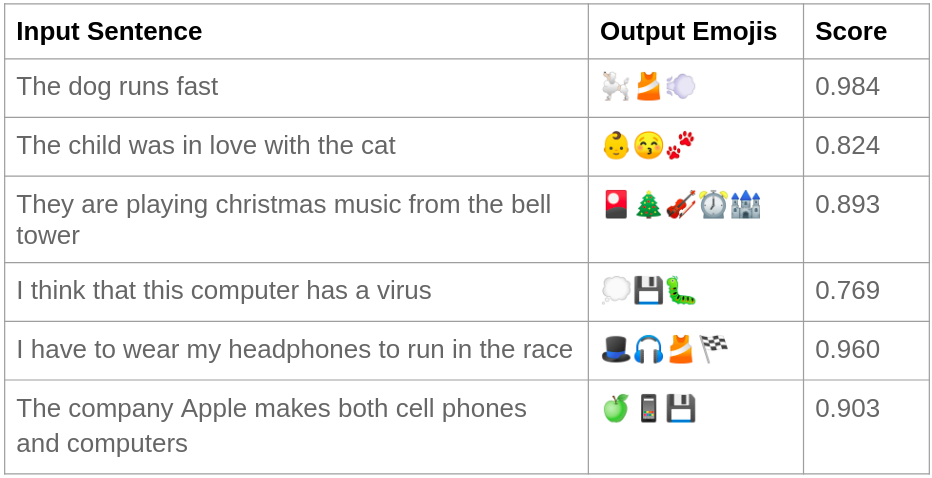 Input Sentence Output Emojis Score
The dog runs fast 🐩🎽💨 0.984
The child was in love with the cat 👶😚🐾 0.824
They are playing christmas music from the bell 🎴🎄🎻⏰🏰 0.893
tower
I think that this computer has a virus 💭💾🐛 0.769
I have to wear my headphones to run in the race 🎩🎧🎽🏁 0.960
The company Apple makes both cell phones 🍏📱💾 0.903
and computers